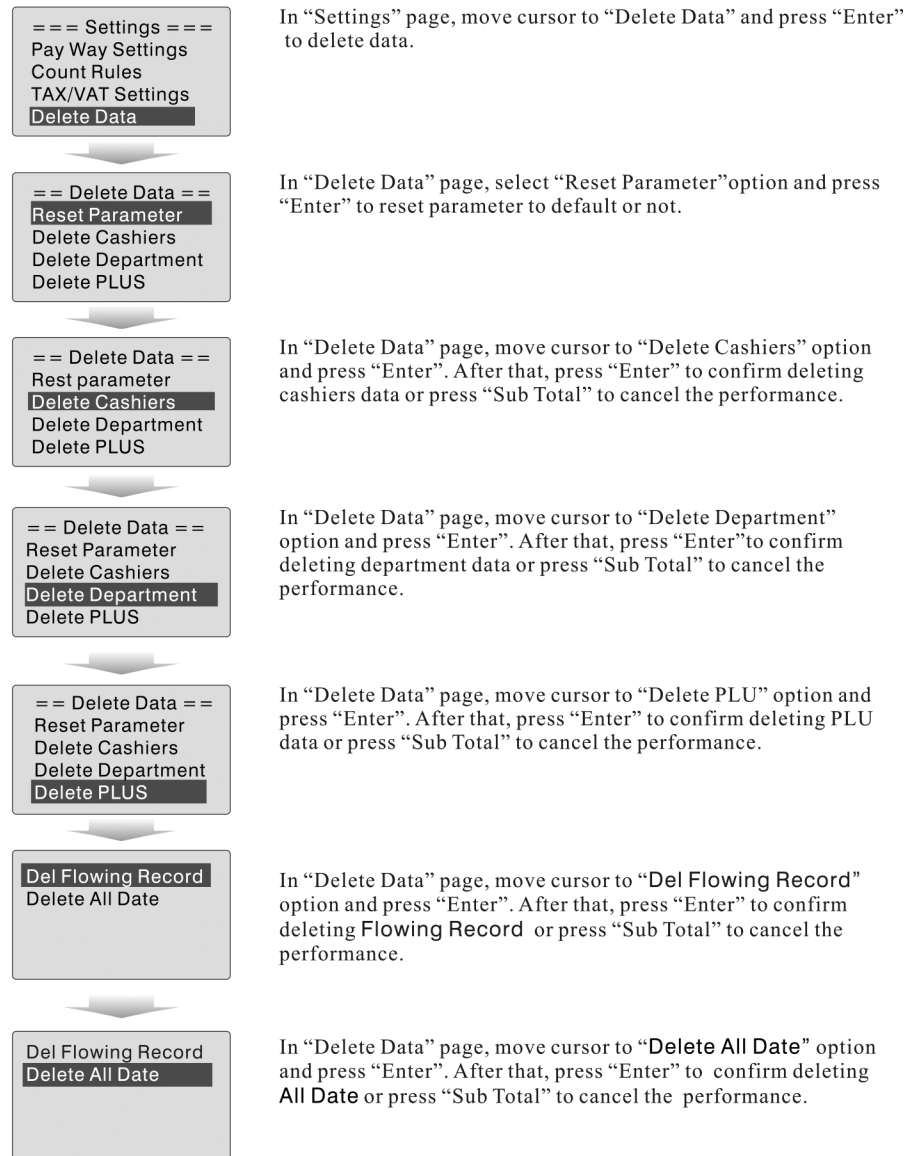 === Settings ===
Pay Way Settings
Count Rules
TAX/VAT Settings
Delete Data
In “Settings” page, move cursor to “Delete Data” and press “Enter”
to delete data.
== Delete Data ==
Reset Parameter
Delete Cashiers
Delete Department
Delete PLUS
In “Delete Data” page, select “Reset Parameter”option and press
“Enter” to reset parameter to default or not.
== Delete Data ==
Rest parameter
Delete Cashiers
Delete Department
Delete PLUS
In “Delete Data” page, move cursor to “Delete Cashiers” option
and press “Enter”. After that, press “Enter” to confirm deleting
cashiers data or press “Sub Total” to cancel the performance.
== Delete Data ==
Reset Parameter
Delete Cashiers
Delete Department
Delete PLUS
In “Delete Data” page, move cursor to “Delete Department”
option and press “Enter”. After that, press “Enter”to confirm
deleting department data or press “Sub Total” to cancel the
performance.
== Delete Data ==
Reset Parameter
Delete Cashiers
Delete Department
Delete PLUS
In “Delete Data” page, move cursor to “Delete PLU” option and
press “Enter”. After that, press “Enter” to confirm deleting PLU
data or press “Sub Total” to cancel the performance.
Del Flowing Record
Delete All Date
In “Delete Data” page, move cursor to “Del Flowing Record”
option and press “Enter”. After that, press “Enter” to confirm
deleting Flowing Record or press “Sub Total” to cancel the
performance.
Del Flowing Record
Delete All Date
In “Delete Data” page, move cursor to “Delete All Date” option
and press “Enter”. After that, press “Enter” to confirm deleting
All Date or press “Sub Total” to cancel the performance.